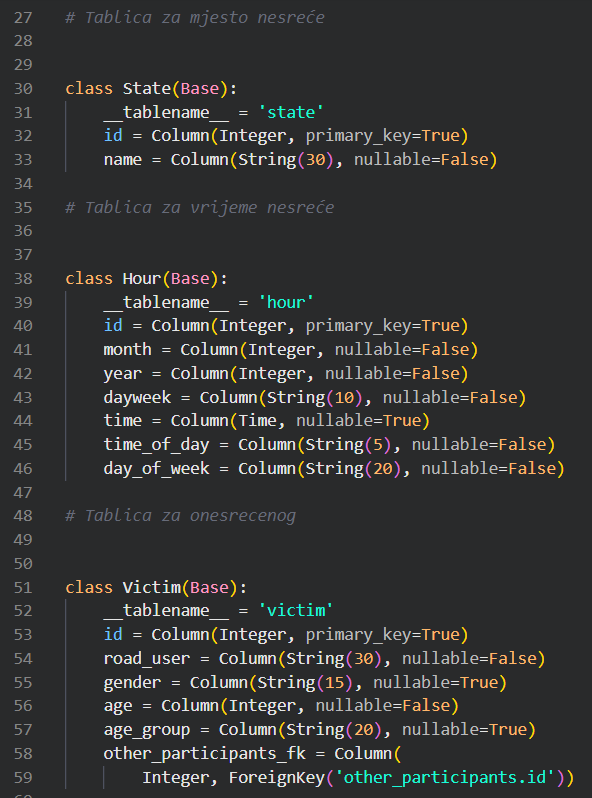 27 # Tablica za mjesto nesreće
28
29
30 class State(Base):
31     __tablename__ = 'state'
32     id = Column(Integer, primary_key=True)
33     name = Column(String(30), nullable=False)
34
35 # Tablica za vrijeme nesreće
36
37
38 class Hour(Base):
39     __tablename__ = 'hour'
40     id = Column(Integer, primary_key=True)
41     month = Column(Integer, nullable=False)
42     year = Column(Integer, nullable=False)
43     dayweek = Column(String(10), nullable=False)
44     time = Column(Time, nullable=True)
45     time_of_day = Column(String(5), nullable=False)
46     day_of_week = Column(String(20), nullable=False)
47
48 # Tablica za onesrecenog
49
50
51 class Victim(Base):
52     __tablename__ = 'victim'
53     id = Column(Integer, primary_key=True)
54     road_user = Column(String(30), nullable=False)
55     gender = Column(String(15), nullable=True)
56     age = Column(Integer, nullable=False)
57     age_group = Column(String(20), nullable=True)
58     other_participants_fk = Column(
59         Integer, ForeignKey('other_participants.id'))